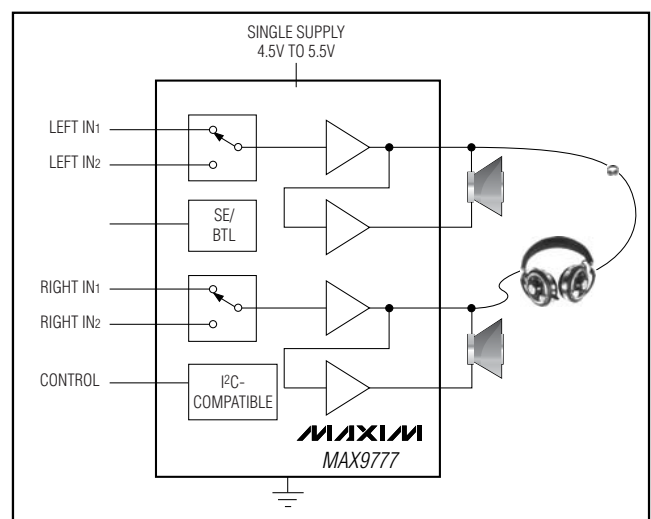 SINGLE SUPPLY
4.5V TO 5.5V
LEFT IN1
LEFT IN2
SE/
BTL
RIGHT IN1
RIGHT IN2
CONTROL
I²C-
COMPATIBLE
MAXIM
MAX9777